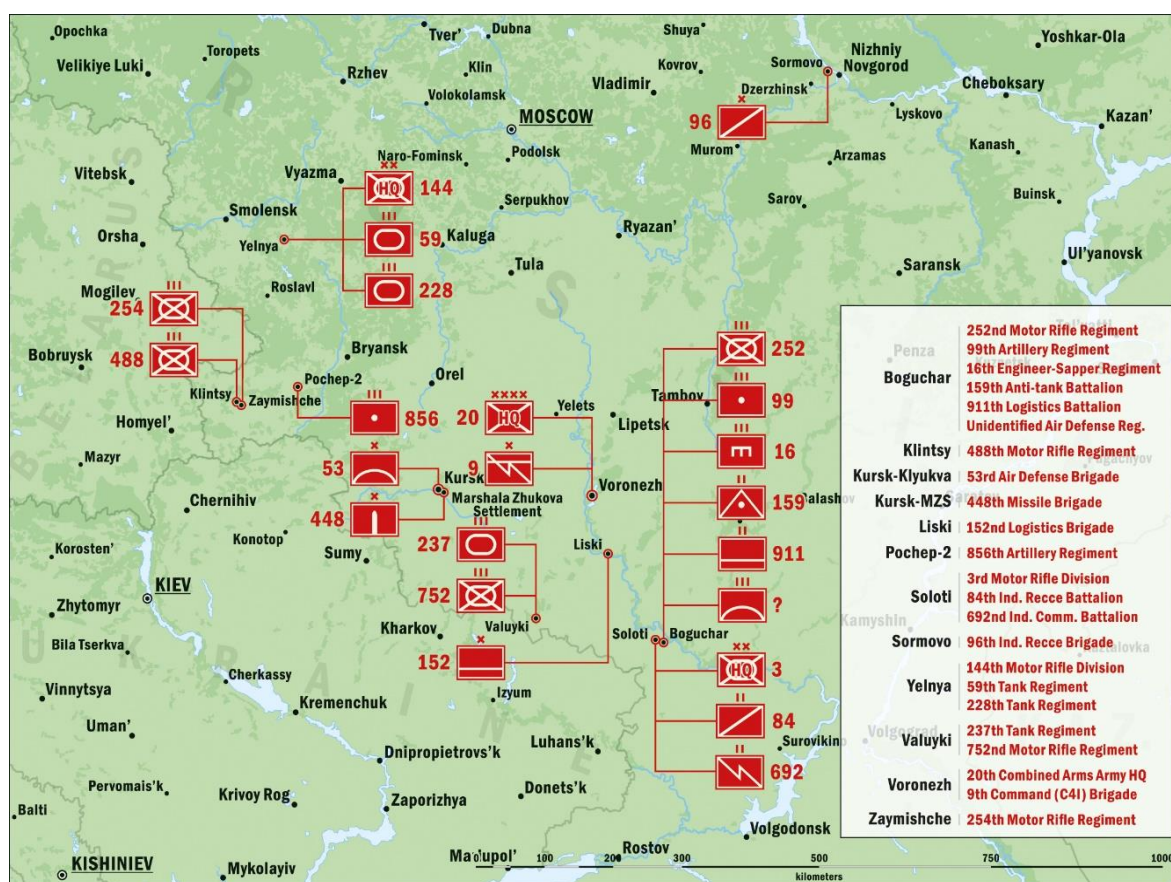 Opochka
Toropets
Tver'
Dubna
Shuya
Yoshkar-Ola
Velikiye Luki
Rzhev
Klin
Kovrov
Sormovo
Nizhniy
Novgorod
Volokolamsk
Vladimir
Dzerzhinsk
Cheboksary
MOSCOW
96
Lyskovo
Kazan'
Naro-Fominsk
Podolsk
Murom
Arzamas
Kanash
Vitebsk
Vyazma
HQ 144
Serpukhov
Sarov
Buinsk
Smolensk
Orsha
Yelnya
59
Kaluga
Ryazan'
Ul'yanovsk
Tula
Saransk
Mogilev
254
Roslavl
228
488
Bobruysk
Bryansk
252
Penza
Klintsy
Zaymishche
Pochep-2
Orel
Tambov
99
Homyel'
856
20 HQ
Yelets
Lipetsk
Mazyr
53
9
16
Chernihiv
Kursk
Marshala Zhukova
Settlement
Voronezh
159
alashov
448
Korosten'
Konotop
Sumy
237
Liski
911
KIEV
Zhytomyr
752
Valuyki
?
Bila Tserkva
Kharkov
Soloti
Boguchar
Kamyshin
152
HQ 3
Cherkassy
Izyum
Vinnytsya
Kremenchuk
84
Uman'
Luhans'k
Surovikino
Volgograd
Dnipropietrovs'k
692
Pervomais'k
Krivoy Rog
Zaporizhya
Donets'k
Balti
Volgodonsk
KISHINIEV
Mykolayiv
Ma
upol'
Rostov
0 100 200 300 500 750 1000
kilometers
BELARUS
UKRAINE
R
S
Boguchar
252nd Motor Rifle Regiment
99th Artillery Regiment
16th Engineer-Sapper Regiment
159th Anti-tank Battalion
911th Logistics Battalion
Unidentified Air Defense Reg.
Klintsy 488th Motor Rifle Regiment
Kursk-Klyukva 53rd Air Defense Brigade
Kursk-MZS 448th Missile Brigade
Liski 152nd Logistics Brigade
Pochep-2 856th Artillery Regiment
Soloti
3rd Motor Rifle Division
84th Ind. Recce Battalion
692nd Ind. Comm. Battalion
Sormovo 96th Ind. Recce Brigade
Yelnya
144th Motor Rifle Division
59th Tank Regiment
228th Tank Regiment
Valuyki
237th Tank Regiment
752nd Motor Rifle Regiment
Voronezh
20th Combined Arms Army HQ
9th Command (C4I) Brigade
Zaymishche 254th Motor Rifle Regiment